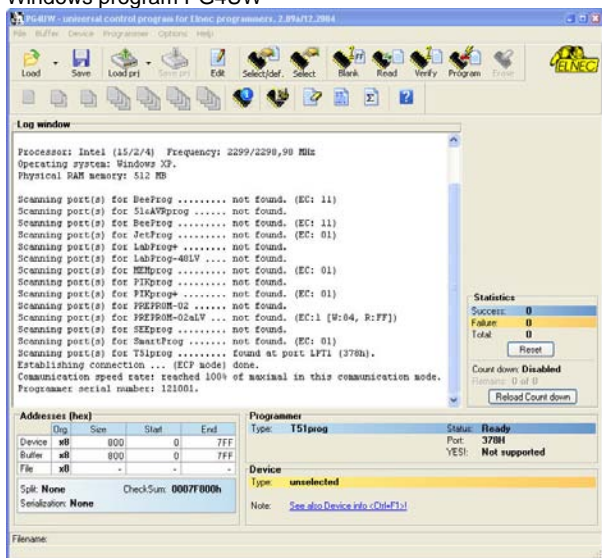 Windows program PG4UW
PG4UW - universal control program for Elnec programmers. 2.09a/12.2004
File Buffer Device Programmer Options Help
Load Save Load prj Save prj Edit Select/def. Select Blank Read Verify Program Erase
ELNEC
Log window
Processor: Intel (15/2/4) Frequency: 2299/2298,98 MHz
Operating system: Windows XP.
Physical RAM memory: 512 MB
Scanning port(s) for BeeProg ......... not found. (EC: 11)
Scanning port(s) for 51&AVRprog ...... not found.
Scanning port(s) for BeeProg ......... not found. (EC: 11)
Scanning port(s) for JetProg ......... not found. (EC: 01)
Scanning port(s) for LabProg+ ........ not found.
Scanning port(s) for LabProg-48LV .... not found.
Scanning port(s) for MEMprog ......... not found. (EC: 01)
Scanning port(s) for PIKprog ......... not found.
Scanning port(s) for PIKprog+ ........ not found. (EC: 01)
Scanning port(s) for PREPROM-02 ...... not found.
Scanning port(s) for PREPROM-02aLV ... not found. (EC:1 [W:04, R:FF])
Scanning port(s) for SEEprog ......... not found.
Scanning port(s) for SmartProg ....... not found. (EC: 01)
Scanning port(s) for T51prog ......... found at port LPT1 (378h).
Establishing connection ... (ECP mode) done.
Communication speed rate: reached 100% of maximal in this communication mode.
Programmer serial number: 121001.
Statistics
Success: 0
Failure: 0
Total: 0
Reset
Count down: Disabled
Remains: 0 of 0
Reload Count down
Addresses (hex)
Org. Size Start End
Device x8 800 0 7FF
Buffer x8 800 0 7FF
File x8 - - -
Split: None CheckSum: 0007F800h
Serialization: None
Programmer
Type: T51prog Status: Ready
Port: 378H
YES!: Not supported
Device
Type: unselected
Note: See also Device info <Ctrl+F1>!
Filename: